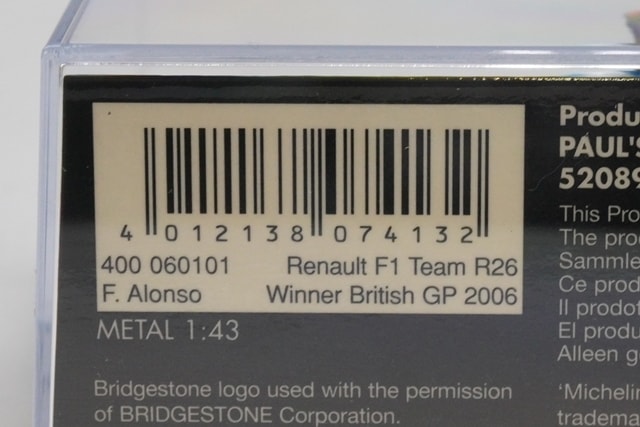 4 012138 074132
400 060101 Renault F1 Team R26
F. Alonso Winner British GP 2006
METAL 1:43
Bridgestone logo used with the permission
of BRIDGESTONE Corporation.
Produ
PAUL'S
52089
This Pro
The prod
Sammle
Ce prod
Il prodot
El produ
Alleen g
'Michelin
tradema